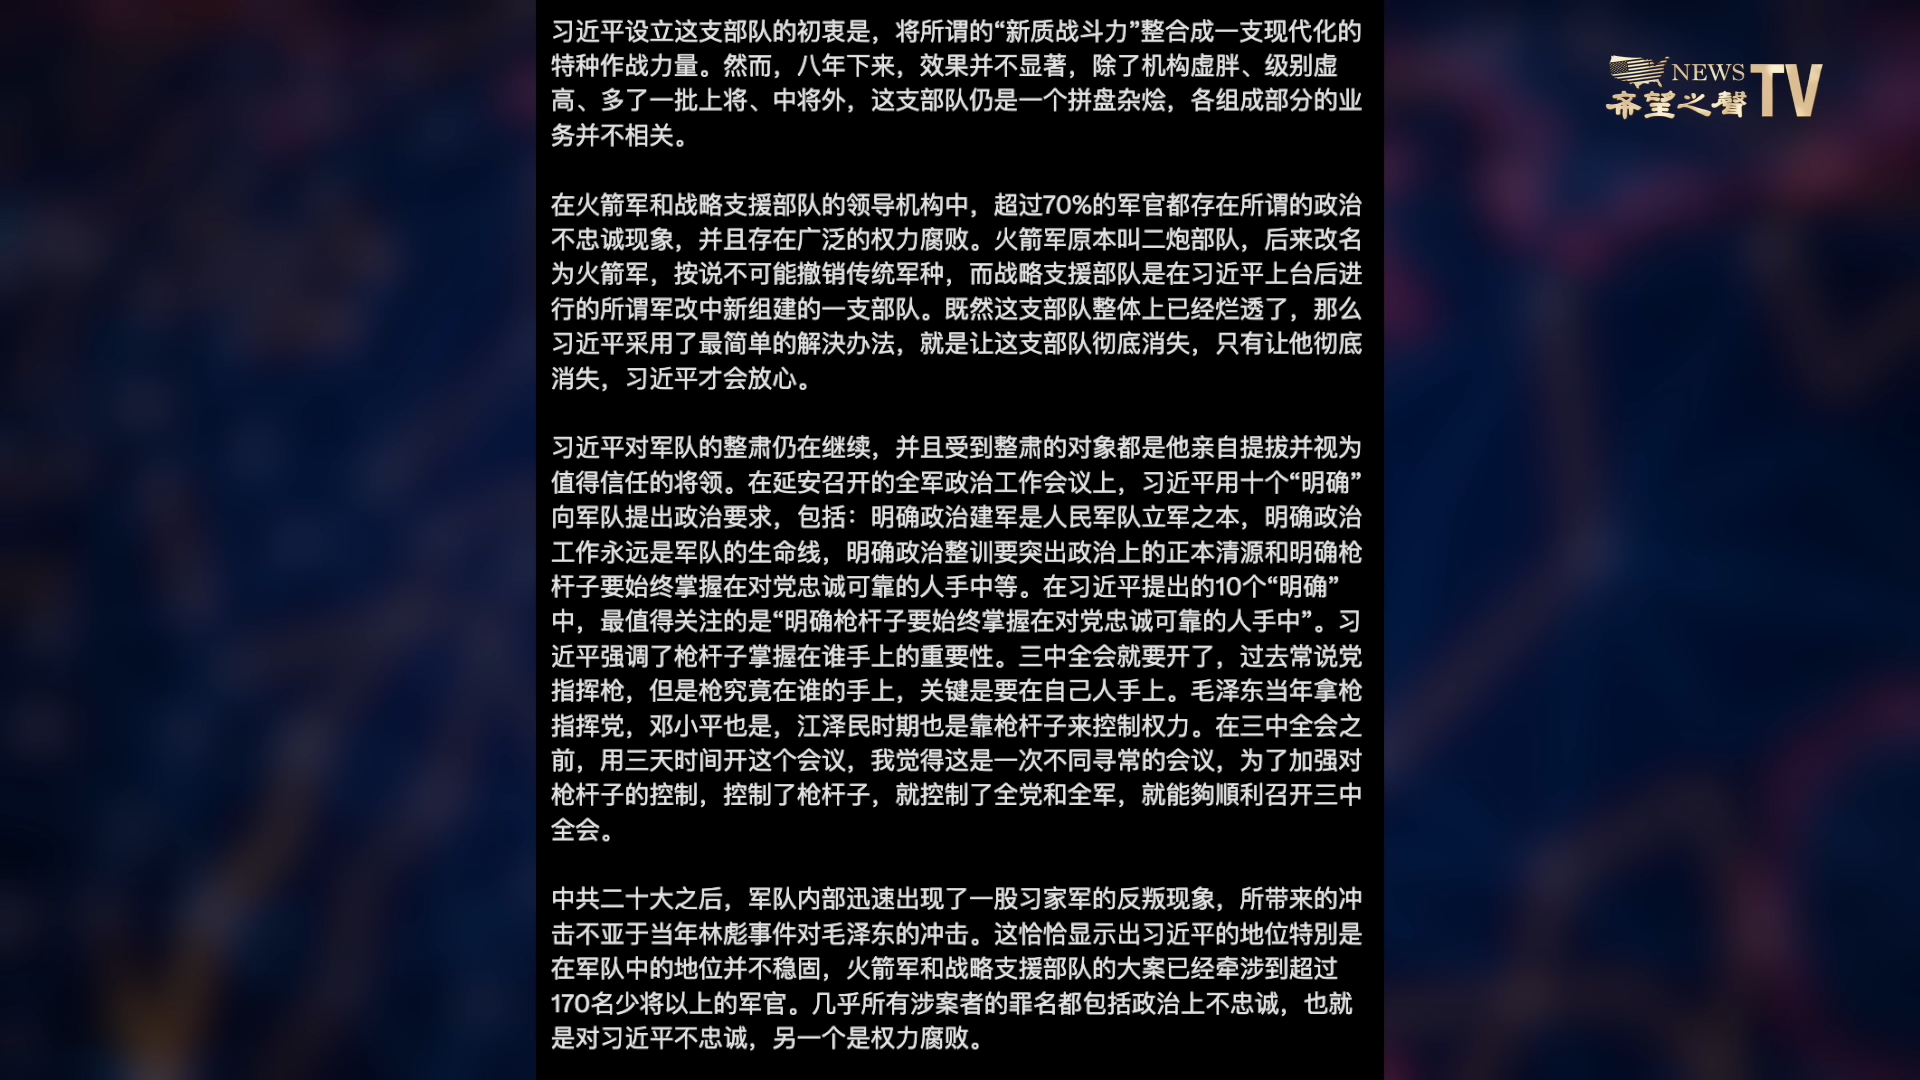 习近平设立这支部队的初衷是，将所谓的“新质战斗力”整合成一支现代化的
特种作战力量。然而，八年下来，效果并不显著，除了机构虚胖、级别虚
高、多了一批上将、中将外，这支部队仍是一个拼盘杂烩，各组成部分的业
务并不相关。
在火箭军和战略支援部队的领导机构中，超过70%的军官都存在所谓的政治
不忠诚现象，并且存在广泛的权力腐败。火箭军原本叫二炮部队，后来改名
为火箭军，按说不可能撤销传统军种，而战略支援部队是在习近平上台后进
行的所谓军改中新组建的一支部队。既然这支部队整体上已经烂透了，那么
习近平采用了最简单的解決办法，就是让这支部队彻底消失，只有让他彻底
消失，习近平才会放心。
习近平对军队的整肃仍在继续，并且受到整肃的对象都是他亲自提拔并视为
值得信任的将领。在延安召开的全军政治工作会议上，习近平用十个“明确”
向军队提出政治要求，包括：明确政治建军是人民军队立军之本，明确政治
工作永远是军队的生命线，明确政治整训要突出政治上的正本清源和明确枪
杆子要始终掌握在对党忠诚可靠的人手中等。在习近平提出的10个“明确”
中，最值得关注的是“明确枪杆子要始终掌握在对党忠诚可靠的人手中”。习
近平强调了枪杆子掌握在谁手上的重要性。三中全会就要开了，过去常说党
指挥枪，但是枪究竟在谁的手上，关键是要在自己人手上。毛泽东当年拿枪
指挥党，邓小平也是，江泽民时期也是靠枪杆子来控制权力。在三中全会之
前，用三天时间开这个会议，我觉得这是一次不同寻常的会议，为了加强对
枪杆子的控制，控制了枪杆子，就控制了全党和全军，就能夠順利召开三中
全会。
中共二十大之后，军队内部迅速出现了一股习家军的反叛现象，所带来的冲
击不亚于当年林彪事件对毛泽东的冲击。这恰恰显示出习近平的地位特別是
在军队中的地位并不稳固，火箭军和战略支援部队的大案已经牵涉到超过
170名少将以上的军官。几乎所有涉案者的罪名都包括政治上不忠诚，也就
是对习近平不忠诚，另一个是权力腐败。
NEWS
希望之聲TV